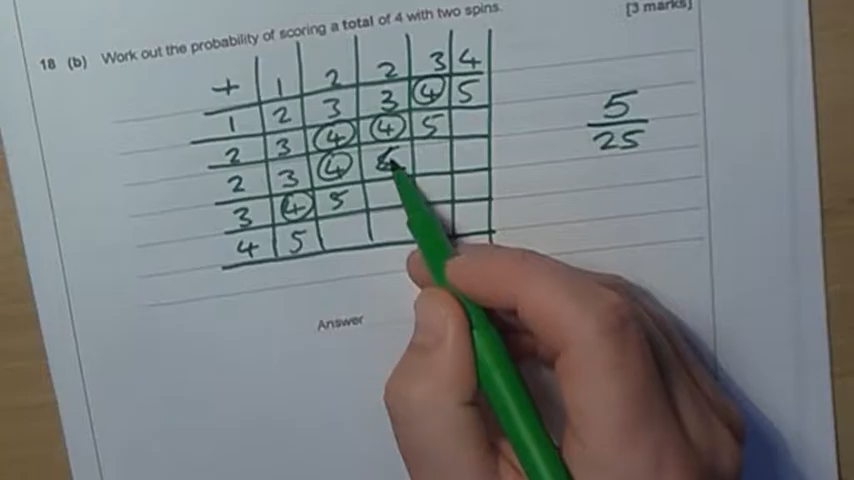 18 (b) Work out the probability of scoring a total of 4 with two spins.
[3 marks]
+ 1 2 2 3 4
1 2 3 3 4 5
2 3 4 4 5
2 3 4
3 4 5
4 5
5
25
Answer